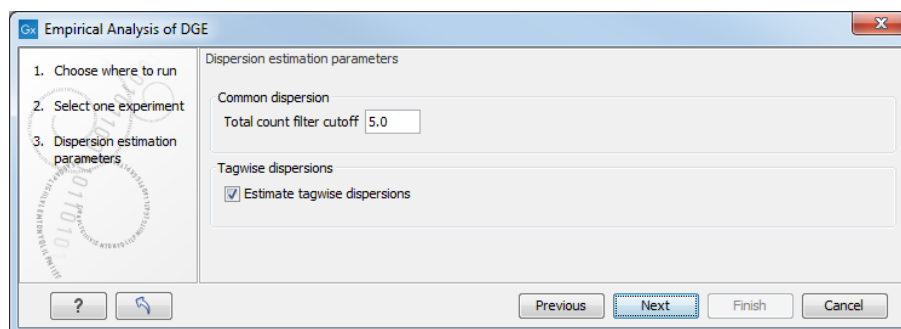 Gx Empirical Analysis of DGE
1. Choose where to run
2. Select one experiment
3. Dispersion estimation
parameters
Dispersion estimation parameters
Common dispersion
Total count filter cutoff 5.0
Tagwise dispersions
Estimate tagwise dispersions
? Previous Next Finish Cancel